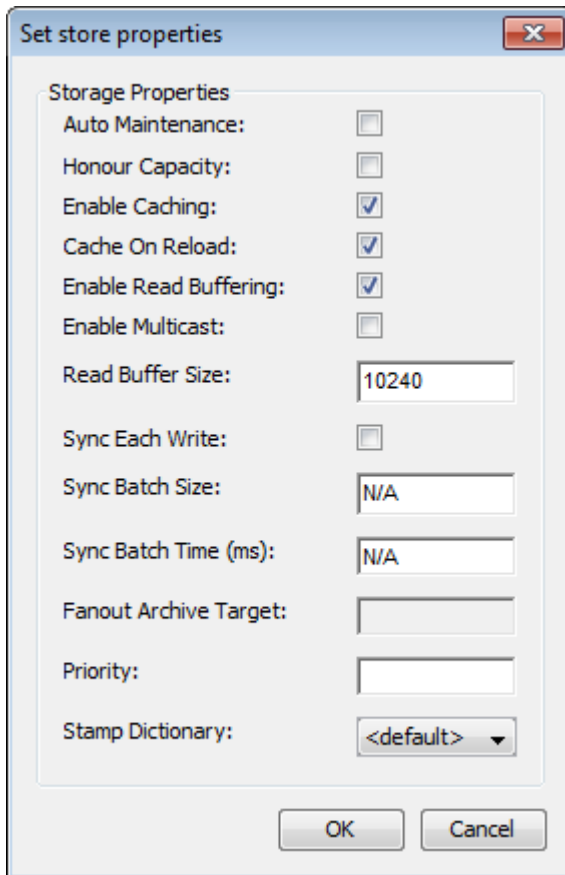 Set store properties
Storage Properties
Auto Maintenance:
Honour Capacity:
Enable Caching:
Cache On Reload:
Enable Read Buffering:
Enable Multicast:
Read Buffer Size: 10240
Sync Each Write:
Sync Batch Size: N/A
Sync Batch Time (ms): N/A
Fanout Archive Target:
Priority:
Stamp Dictionary: <default>
OK Cancel